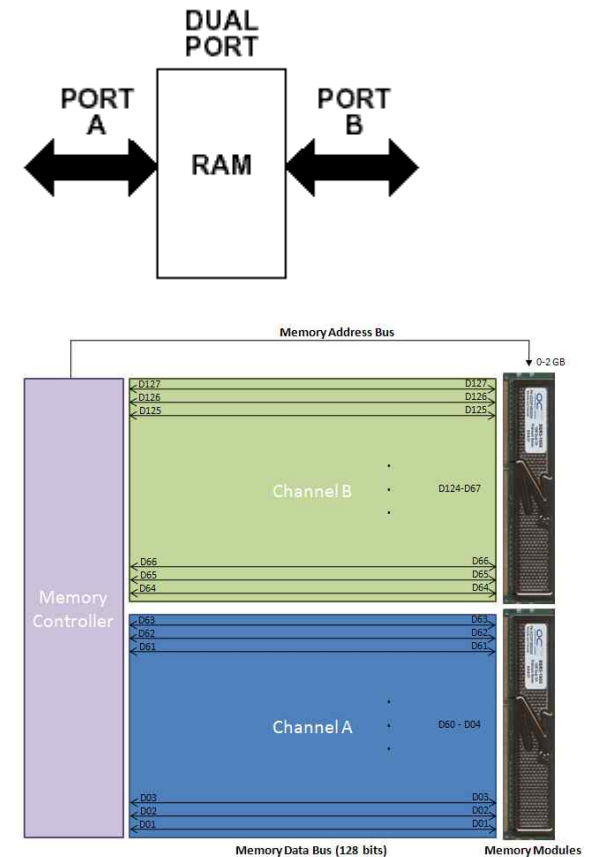 DUAL
PORT
PORT
A
PORT
B
RAM
Memory Address Bus
0-2 GB
D127
D127
D126
D126
D125
D125
Channel B
D124-D67
D66
D66
D65
D65
D64
D64
Memory
Controller
D63
D63
D62
D62
D61
D61
Channel A
D60 - D04
D03
D03
D02
D02
D01
D01
Memory Data Bus (128 bits)
Memory Modules